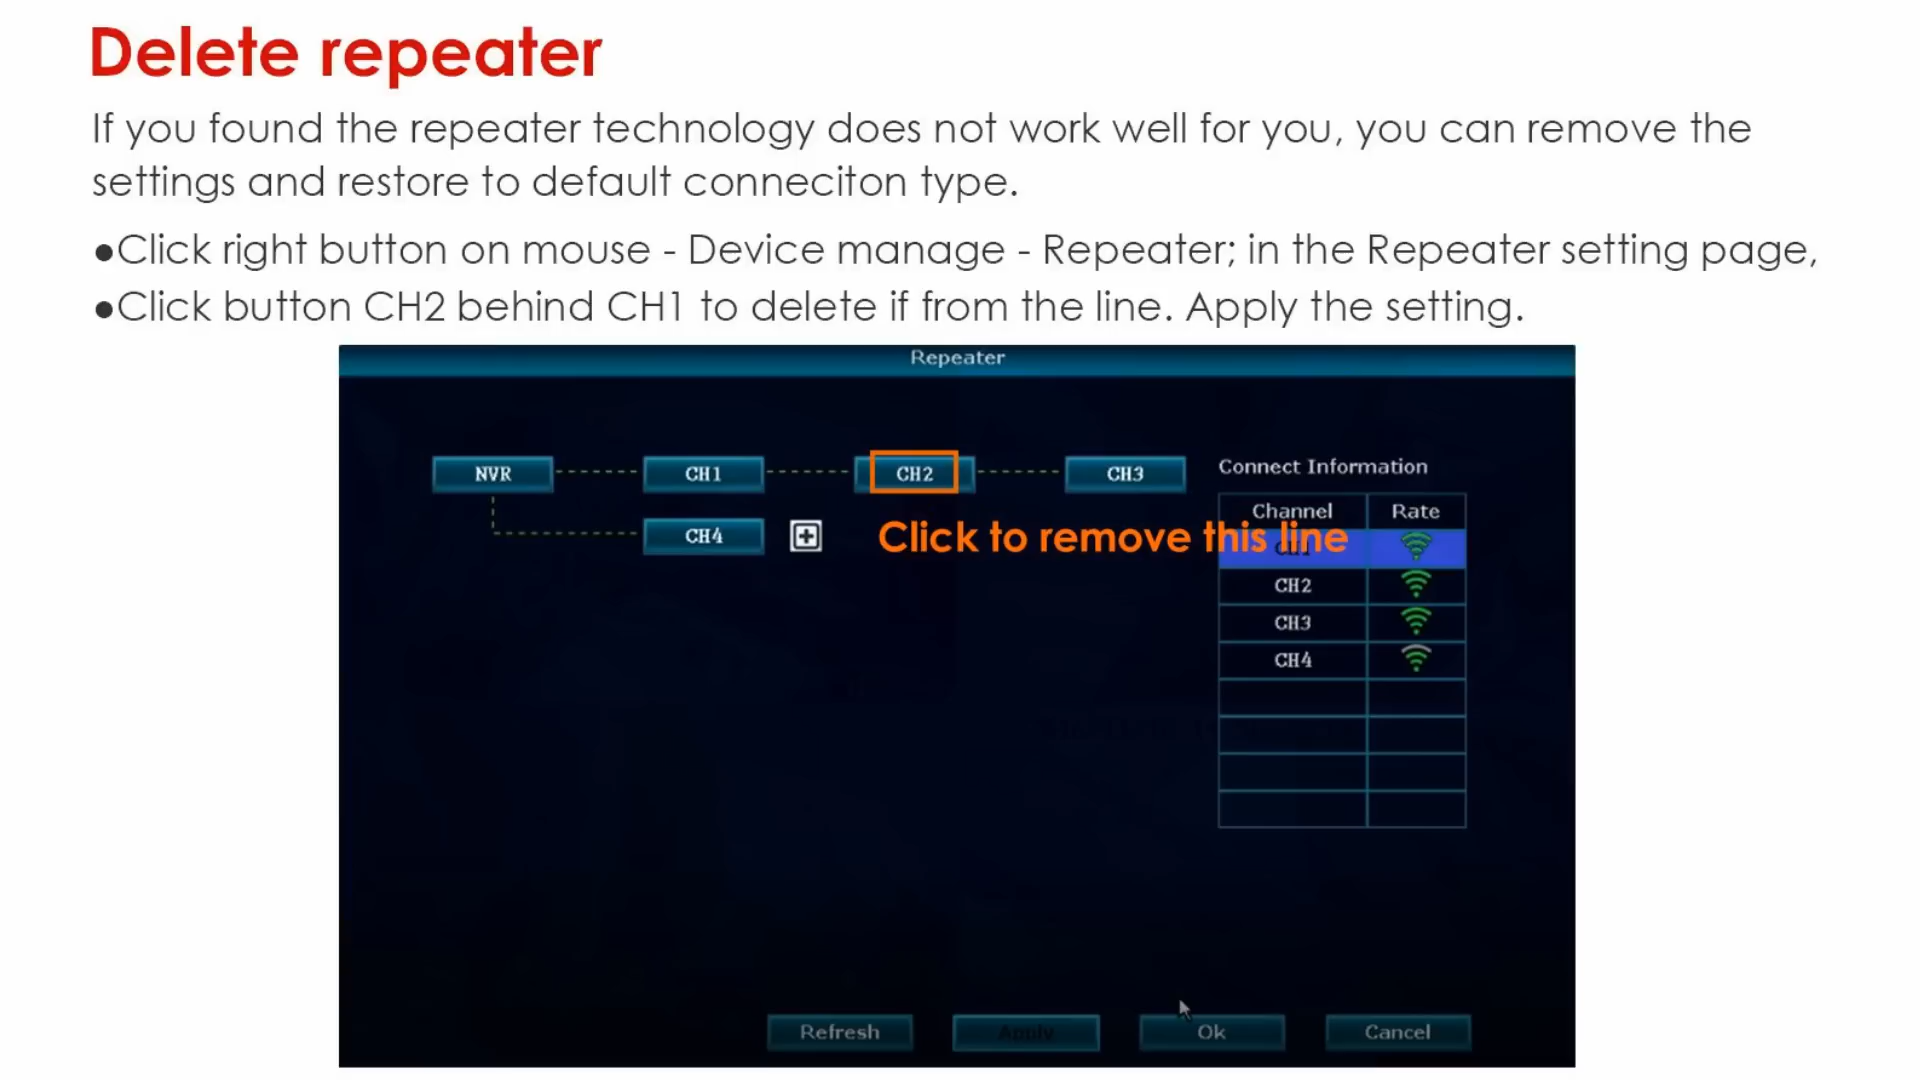 Delete repeater
If you found the repeater technology does not work well for you, you can remove the
settings and restore to default conneciton type.
●Click right button on mouse - Device manage - Repeater; in the Repeater setting page,
●Click button CH2 behind CH1 to delete if from the line. Apply the setting.
Repeater
NVR CH1 CH2 CH3
CH4
Click to remove this line
Connect Information
Channel Rate
CH1
CH2
CH3
CH4
Refresh Apply Ok Cancel